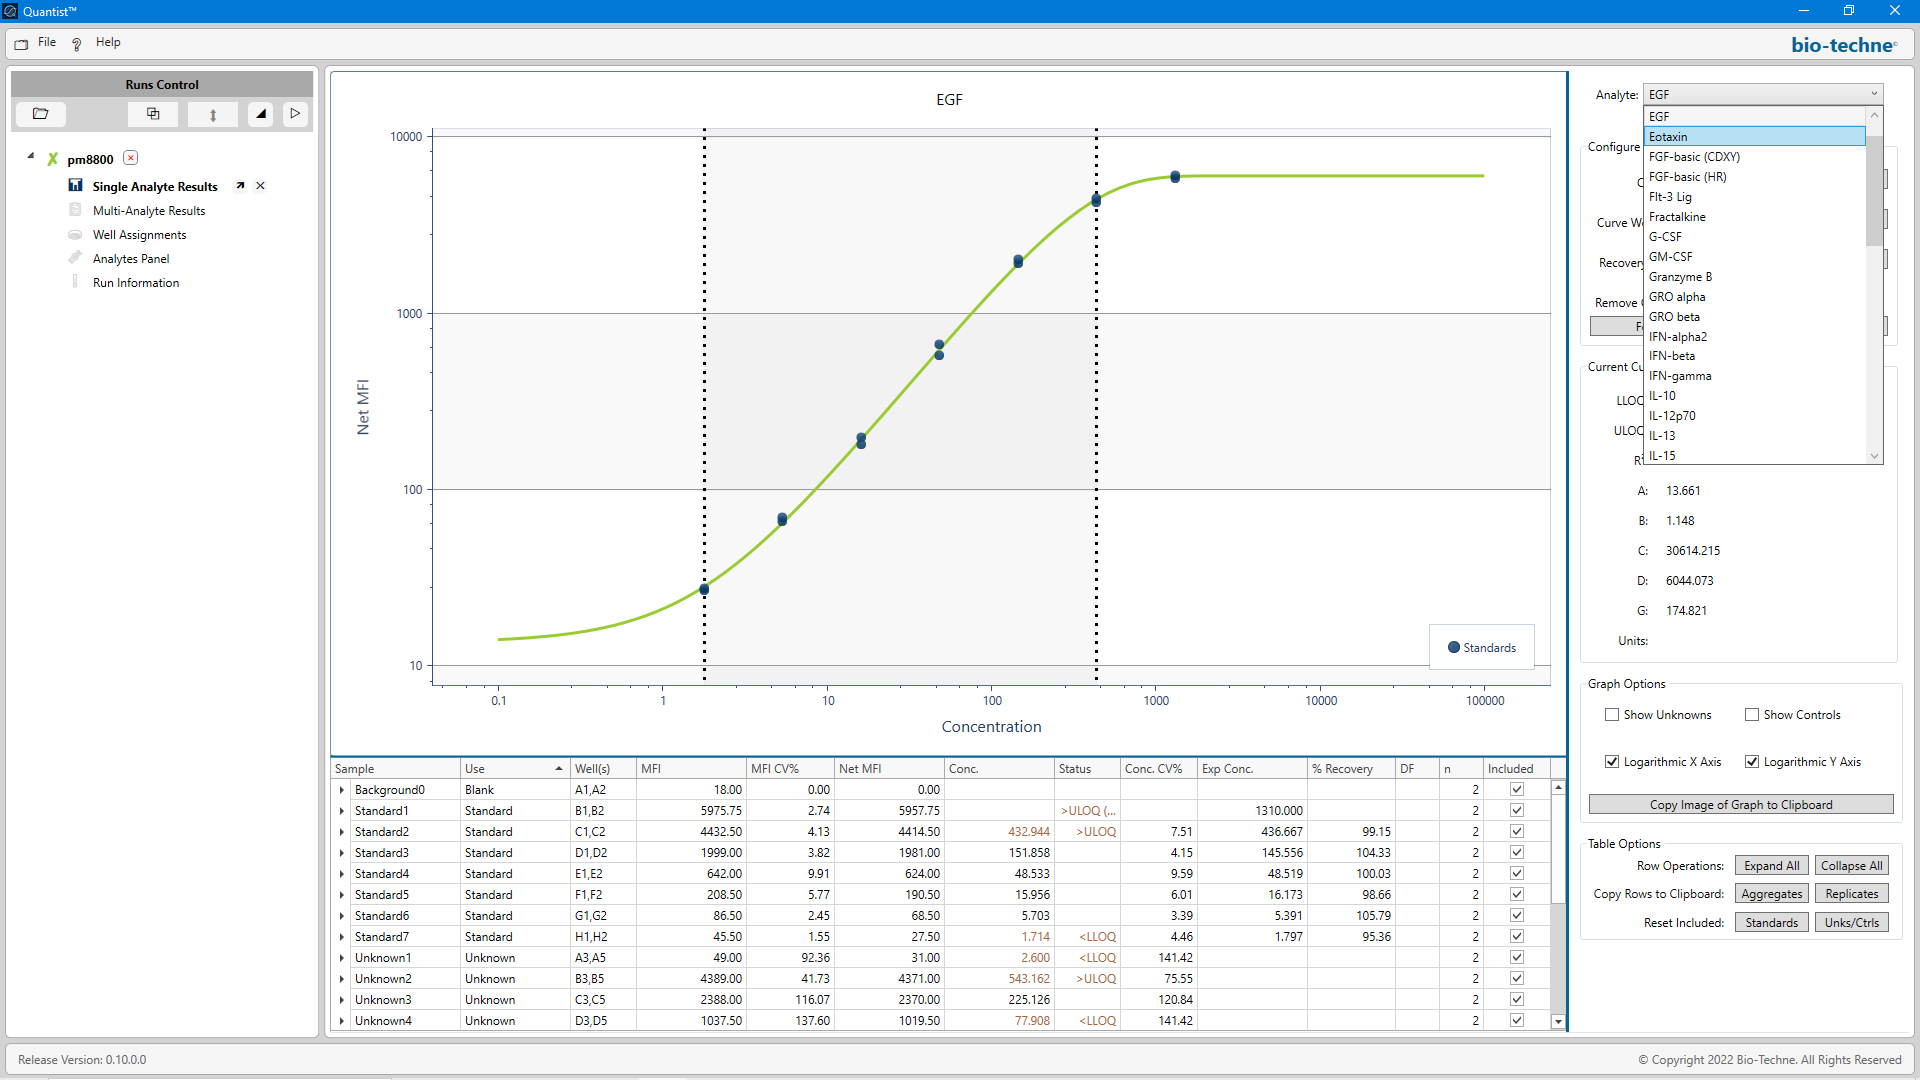 Quantist™
File Help
bio-techne
Runs Control
pm8800
Single Analyte Results
Multi-Analyte Results
Well Assignments
Analytes Panel
Run Information
EGF
Net MFI
10000
1000
100
10
0.1 1 10 100 1000 10000 100000
Concentration
Standards
Analyte: EGF
EGF
Eotaxin
FGF-basic (CDXY)
FGF-basic (HR)
Flt-3 Lig
Fractalkine
G-CSF
GM-CSF
Granzyme B
GRO alpha
GRO beta
IFN-alpha2
IFN-beta
IFN-gamma
IL-10
IL-12p70
IL-13
IL-15
Configure
Curve
Recovery
Remove
Current
LLOQ
ULOQ
A: 13.661
B: 1.148
C: 30614.215
D: 6044.073
G: 174.821
Units:
Graph Options
Show Unknowns Show Controls
Logarithmic X Axis Logarithmic Y Axis
Copy Image of Graph to Clipboard
Table Options
Row Operations: Expand All Collapse All
Copy Rows to Clipboard: Aggregates Replicates
Reset Included: Standards Unks/Ctrls
Sample Use Well(s) MFI MFI CV% Net MFI Conc. Status Conc. CV% Exp Conc. % Recovery DF n Included
Background0 Blank A1,A2 18.00 0.00 0.00 2
Standard1 Standard B1,B2 5975.75 2.74 5957.75 >ULOQ (... 1310.000 2
Standard2 Standard C1,C2 4432.50 4.13 4414.50 432.944 >ULOQ 7.51 436.667 99.15 2
Standard3 Standard D1,D2 1999.00 3.82 1981.00 151.858 4.15 145.556 104.33 2
Standard4 Standard E1,E2 642.00 9.91 624.00 48.533 9.59 48.519 100.03 2
Standard5 Standard F1,F2 208.50 5.77 190.50 15.956 6.01 16.173 98.66 2
Standard6 Standard G1,G2 86.50 2.45 68.50 5.703 3.39 5.391 105.79 2
Standard7 Standard H1,H2 45.50 1.55 27.50 1.714 <LLOQ 4.46 1.797 95.36 2
Unknown1 Unknown A3,A5 49.00 92.36 31.00 2.600 <LLOQ 141.42 2
Unknown2 Unknown B3,B5 4389.00 41.73 4371.00 543.162 >ULOQ 75.55 2
Unknown3 Unknown C3,C5 2388.00 116.07 2370.00 225.126 120.84 2
Unknown4 Unknown D3,D5 1037.50 137.60 1019.50 77.908 <LLOQ 141.42 2
Release Version: 0.10.0.0
© Copyright 2022 Bio-Techne. All Rights Reserved